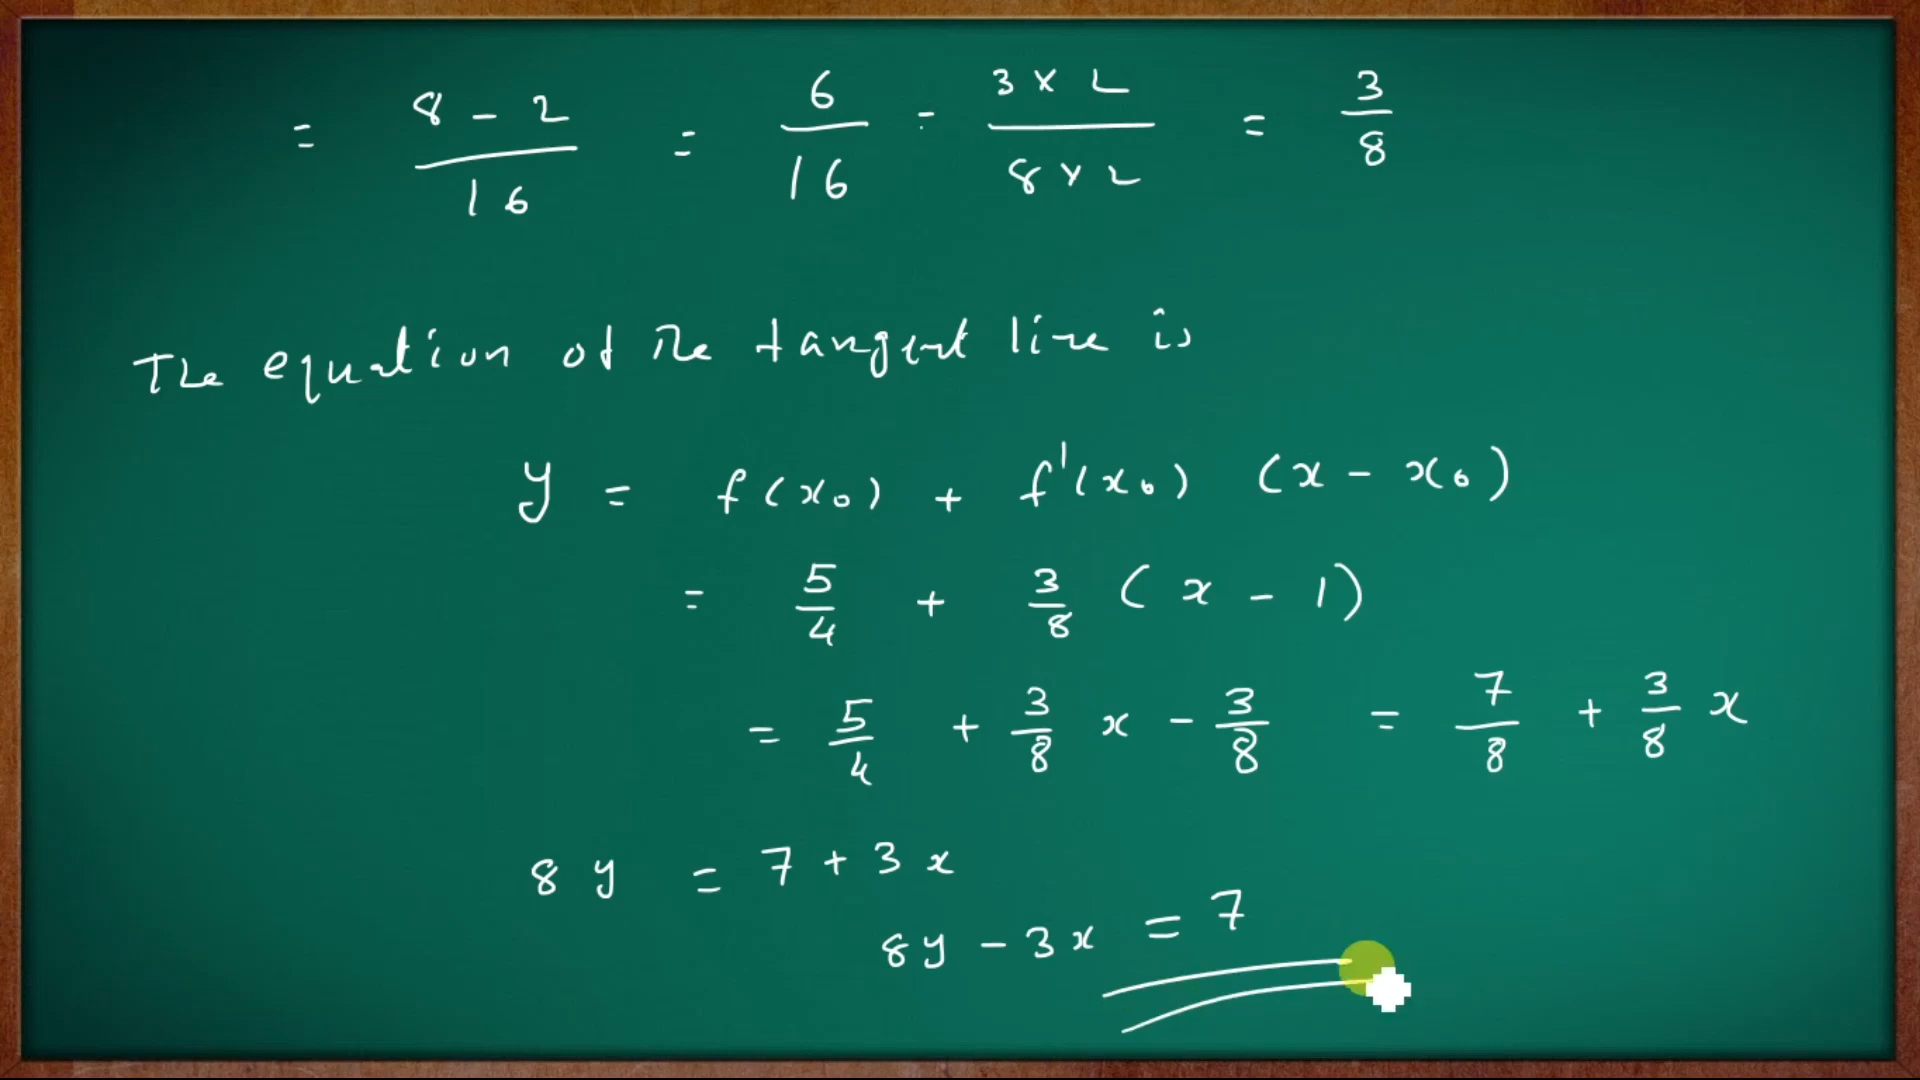 = (8 - 2)/16 = 6/16 = (3 × 2)/(8 × 2) = 3/8
The equation of the tangent line is
y = f(x₀) + f'(x₀) (x - x₀)
= 5/4 + 3/8 (x - 1)
= 5/4 + 3/8 x - 3/8 = 7/8 + 3/8 x
8y = 7 + 3x
8y - 3x = 7